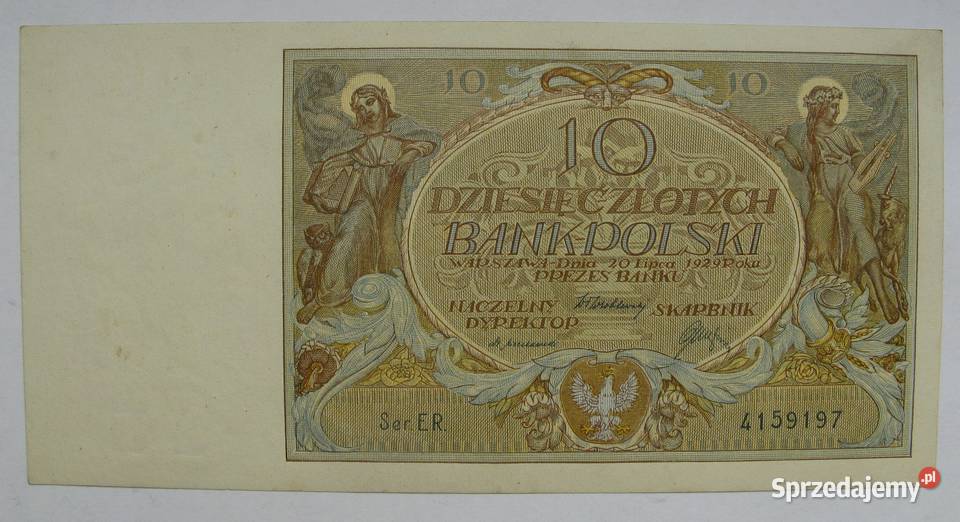 10 10
10
DZIESIĘĆ ZŁOTYCH
BANK·POLSKI
WARSZAWA–Dnia 20 Lipca 1929 Roku
PREZES BANKU
NACZELNY SKARBNIK
DYREKTOR
Ser.ER. 4159197
Sprzedajemy.pl